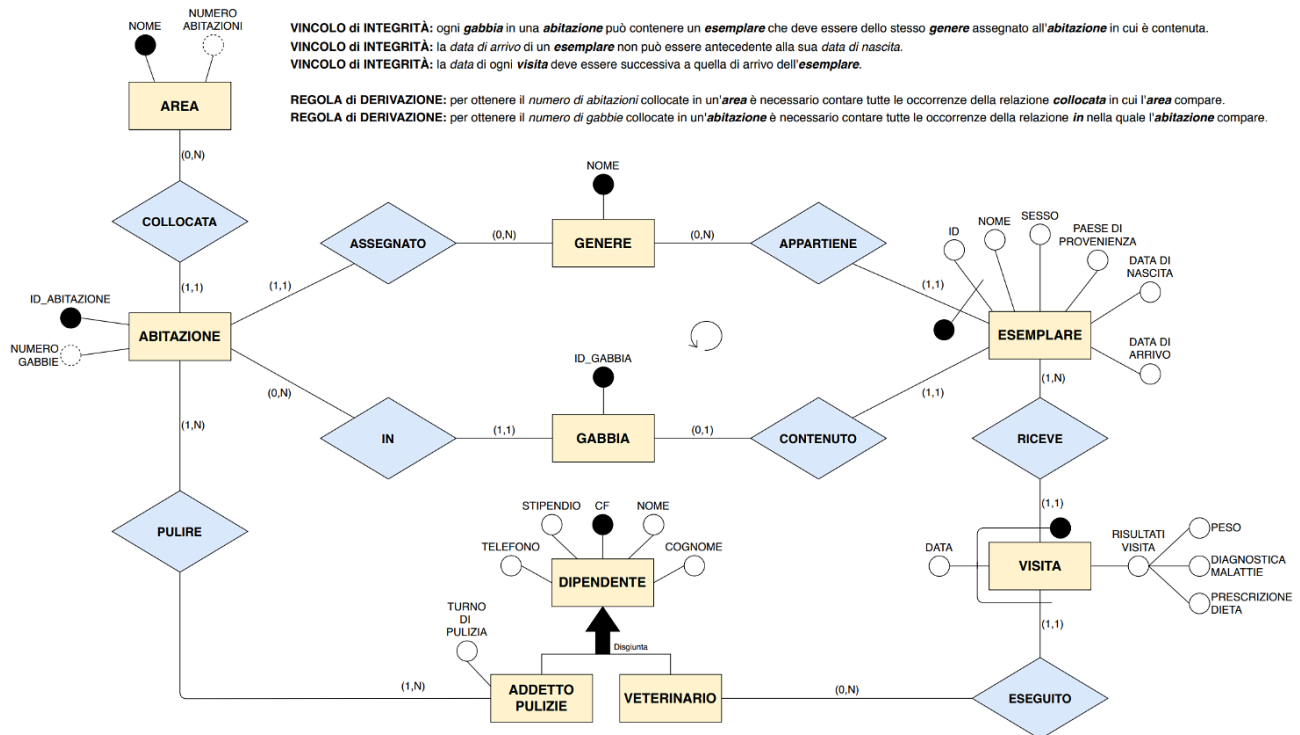 NOME
NUMERO
ABITAZIONI
VINCOLO di INTEGRITÀ: ogni gabbia in una abitazione può contenere un esemplare che deve essere dello stesso genere assegnato all'abitazione in cui è contenuta.
VINCOLO di INTEGRITÀ: la data di arrivo di un esemplare non può essere antecedente alla sua data di nascita.
VINCOLO di INTEGRITÀ: la data di ogni visita deve essere successiva a quella di arrivo dell'esemplare.
REGOLA di DERIVAZIONE: per ottenere il numero di abitazioni collocate in un'area è necessario contare tutte le occorrenze della relazione collocata in cui l'area compare.
REGOLA di DERIVAZIONE: per ottenere il numero di gabbie collocate in un'abitazione è necessario contare tutte le occorrenze della relazione in nella quale l'abitazione compare.
AREA
(0,N)
COLLOCATA
(1,1)
NOME
ASSEGNATO
(0,N)
GENERE
(0,N)
APPARTIENE
(1,1)
(1,1)
ID
NOME
SESSO
PAESE DI
PROVENIENZA
DATA DI
NASCITA
DATA DI
ARRIVO
ID_ABITAZIONE
NUMERO
GABBIE
ABITAZIONE
ESEMPLARE
(0,N)
ID_GABBIA
(1,1)
(1,N)
(1,N)
IN
(1,1)
GABBIA
(0,1)
CONTENUTO
RICEVE
PULIRE
STIPENDIO
CF
NOME
TELEFONO
COGNOME
DIPENDENTE
(1,1)
DATA
VISITA
RISULTATI
VISITA
PESO
DIAGNOSTICA
MALATTIE
PRESCRIZIONE
DIETA
(1,1)
TURNO
DI
PULIZIA
Disgiunta
(1,N)
ADDETTO
PULIZIE
VETERINARIO
(0,N)
ESEGUITO